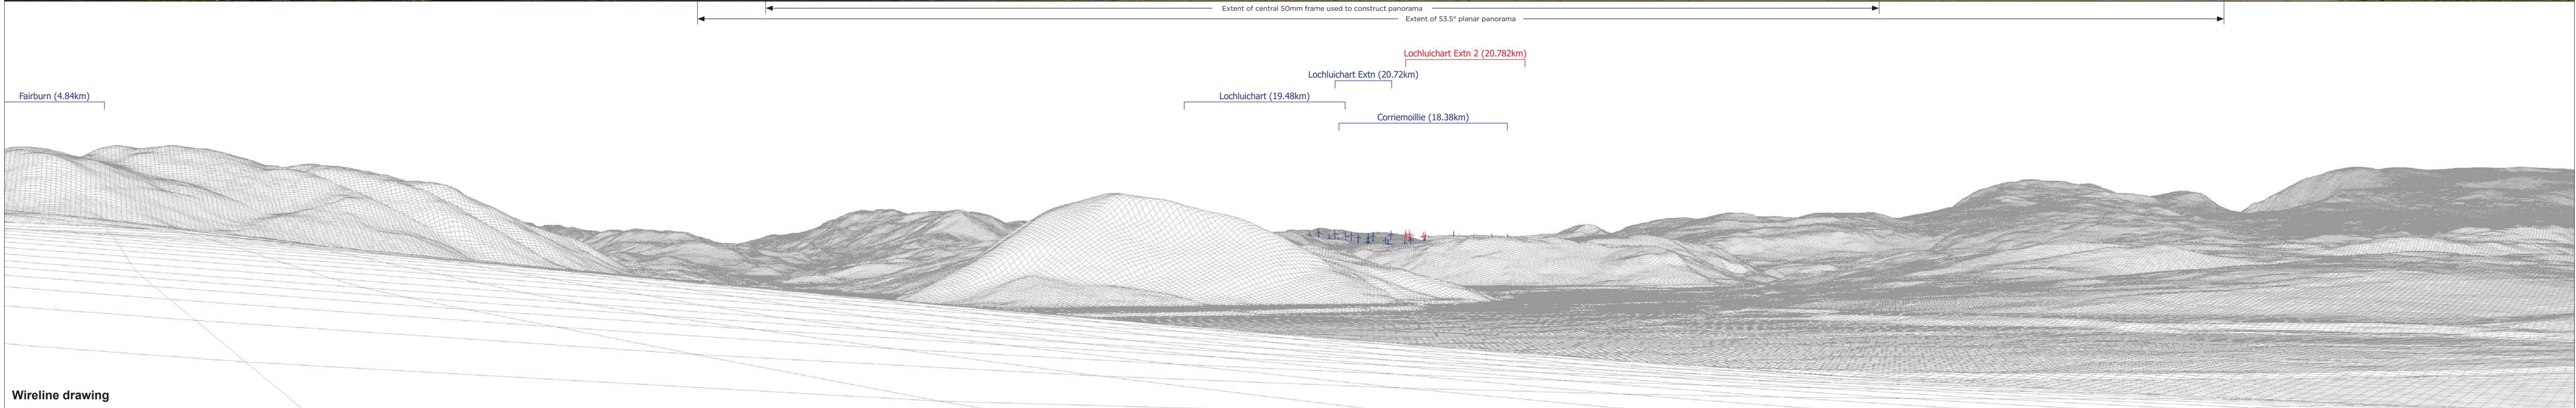 Extent of central 50mm frame used to construct panorama
Extent of 53.5° planar panorama
Lochluichart Extn 2 (20.782km)
Lochluichart Extn (20.72km)
Fairburn (4.84km)
Lochluichart (19.48km)
Corriemoillie (18.38km)
Wireline drawing